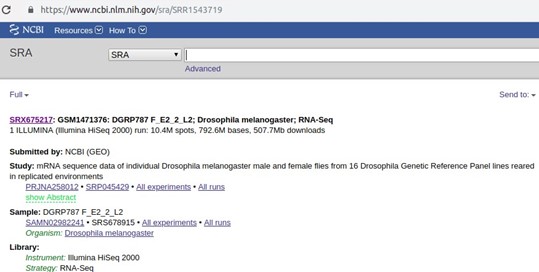 https://www.ncbi.nlm.nih.gov/sra/SRR1543719
NCBI Resources How To
SRA SRA
Advanced
Full Send to:
SRX675217: GSM1471376: DGRP787 F_E2_2_L2; Drosophila melanogaster; RNA-Seq
1 ILLUMINA (Illumina HiSeq 2000) run: 10.4M spots, 792.6M bases, 507.7Mb downloads
Submitted by: NCBI (GEO)
Study: mRNA sequence data of individual Drosophila melanogaster male and female flies from 16 Drosophila Genetic Reference Panel lines reared
in replicated environments
PRJNA258012 • SRP045429 • All experiments • All runs
show Abstract
Sample: DGRP787 F_E2_2_L2
SAMN02982241 • SRS678915 • All experiments • All runs
Organism: Drosophila melanogaster
Library:
Instrument: Illumina HiSeq 2000
Strategy: RNA-Seq